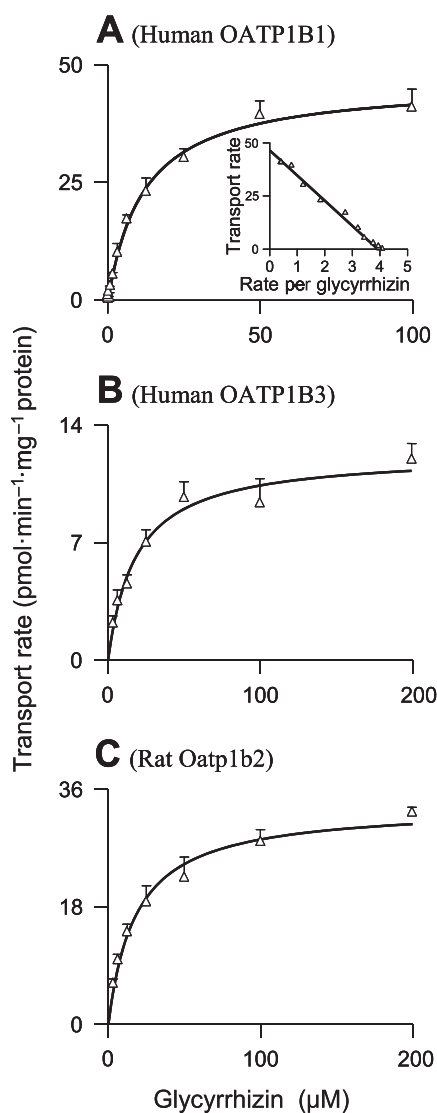 A (Human OATP1B1)
50
25
0
0 50 100
Transport rate
50
25
0
0 1 2 3 4 5
Rate per glycyrrhizin
Transport rate (pmol·min⁻¹·mg⁻¹ protein)
B (Human OATP1B3)
14
7
0
0 100 200
C (Rat Oatp1b2)
36
18
0
0 100 200
Glycyrrhizin (μM)